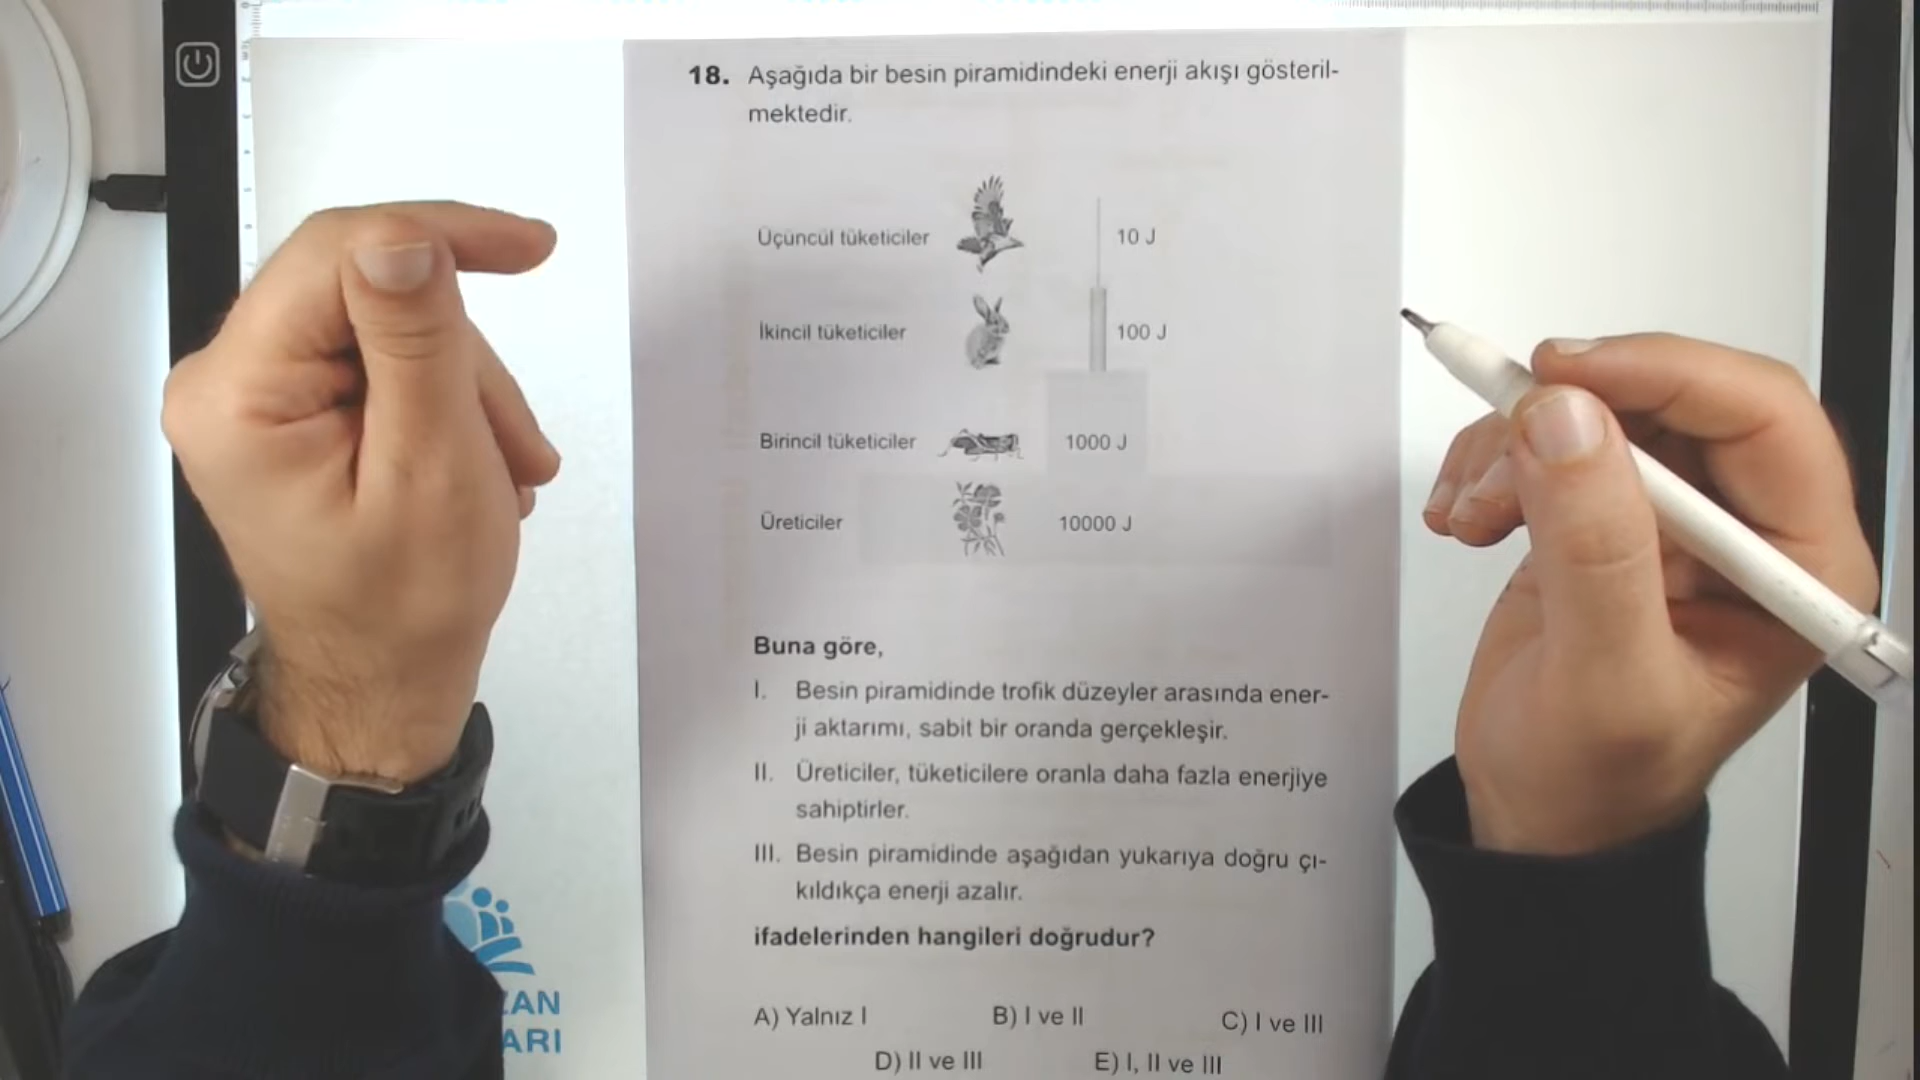 18. Aşağıda bir besin piramidindeki enerji akışı gösteril-
mektedir.
Üçüncül tüketiciler 10 J
İkincil tüketiciler 100 J
Birincil tüketiciler 1000 J
Üreticiler 10000 J
Buna göre,
I. Besin piramidinde trofik düzeyler arasında ener-
ji aktarımı, sabit bir oranda gerçekleşir.
II. Üreticiler, tüketicilere oranla daha fazla enerjiye
sahiptirler.
III. Besin piramidinde aşağıdan yukarıya doğru çı-
kıldıkça enerji azalır.
ifadelerinden hangileri doğrudur?
A) Yalnız I B) I ve II C) I ve III
D) II ve III E) I, II ve III